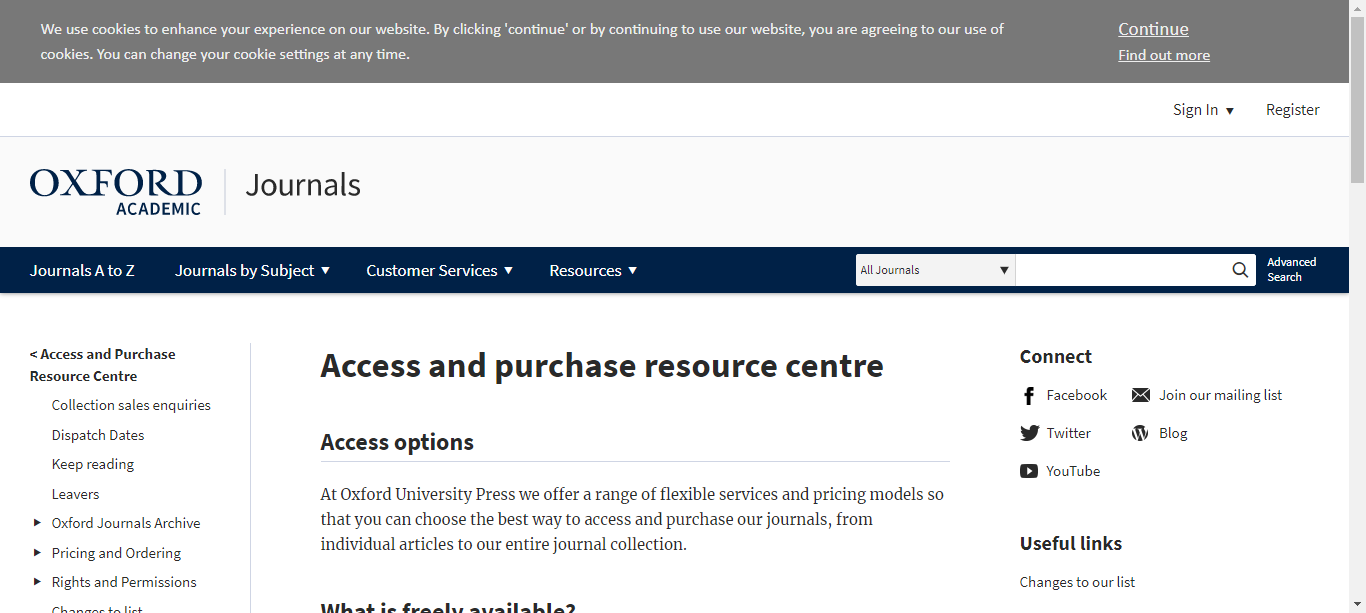 We use cookies to enhance your experience on our website. By clicking 'continue' or by continuing to use our website, you are agreeing to our use of
cookies. You can change your cookie settings at any time.
Continue
Find out more
Sign In ▼
Register
OXFORD
ACADEMIC
Journals
Journals A to Z
Journals by Subject ▼
Customer Services ▼
Resources ▼
All Journals
Advanced
Search
< Access and Purchase
Resource Centre
Collection sales enquiries
Dispatch Dates
Keep reading
Leavers
Oxford Journals Archive
Pricing and Ordering
Rights and Permissions
Changes to list
Access and purchase resource centre
Access options
At Oxford University Press we offer a range of flexible services and pricing models so
that you can choose the best way to access and purchase our journals, from
individual articles to our entire journal collection.
What is freely available?
Connect
Facebook
Join our mailing list
Twitter
Blog
YouTube
Useful links
Changes to our list